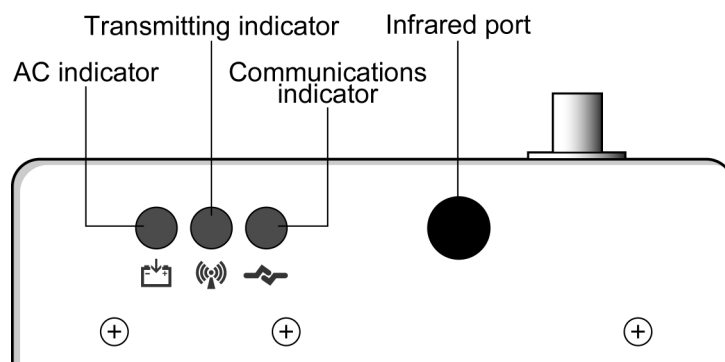 Transmitting indicator
Infrared port
AC indicator
Communications
indicator